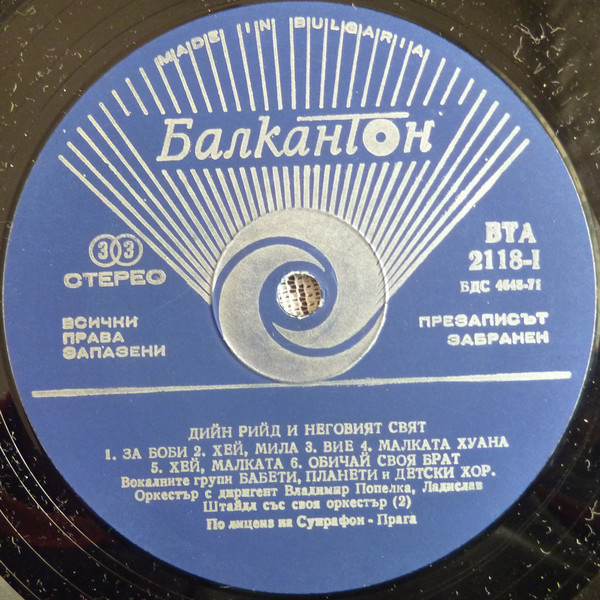 MADE IN BULGARIA
Балкантон
33
СТЕРЕО
ВТА
2118-I
БДС 4648-71
ВСИЧКИ
ПРАВА
ЗАПАЗЕНИ
ПРЕЗАПИСЪТ
ЗАБРАНЕН
ДИЙН РИЙД И НЕГОВИЯТ СВЯТ
1. ЗА БОБИ 2. ХЕЙ, МИЛА 3. ВИЕ 4. МАЛКАТА ХУАНА
5. ХЕЙ, МАЛКАТА 6. ОБИЧАЙ СВОЯ БРАТ
Вокалните групи БАБЕТИ, ПЛАНЕТИ и ДЕТСКИ ХОР.
Оркестър с диригент Владимир Попелка, Ладислав
Щайдл със своя оркестър (2)
По лиценз на Супрафон - Прага